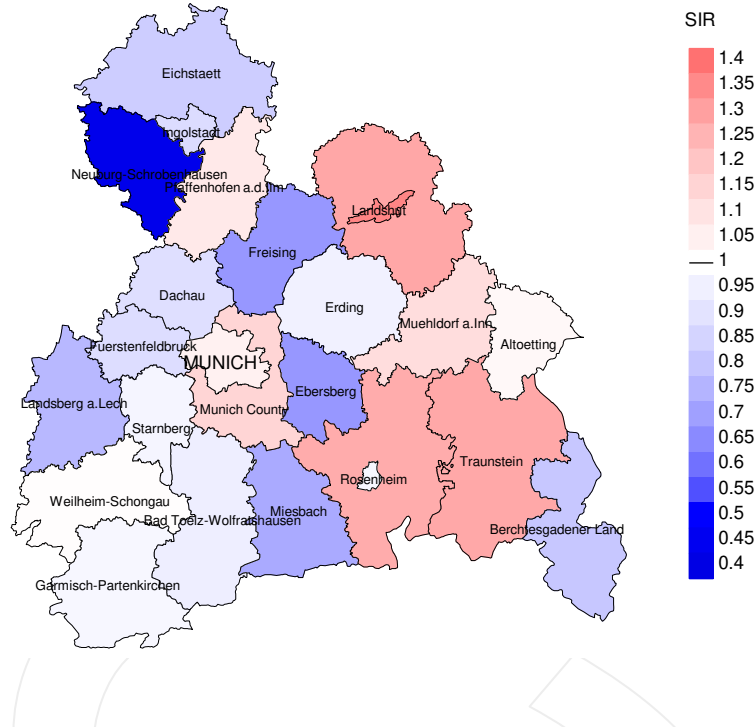 SIR
1.4
1.35
1.3
1.25
1.2
1.15
1.1
1.05
1
0.95
0.9
0.85
0.8
0.7
0.65
0.6
0.55
0.5
0.45
0.4
Eichstaett
Ingolstadt
Neuburg-Schrobenhausen
Pfaffenhofen a.d.Ilm
Landshut
Freising
Dachau
Erding
Muehldorf a.Inn
Altoetting
Fuerstenfeldbruck
MUNICH
Ebersberg
Landsberg a.Lech
Munich County
Starnberg
Traunstein
Rosenheim
Weilheim-Schongau
Miesbach
Bad Toelz-Wolfratshausen
Berchtesgadener Land
Garmisch-Partenkirchen